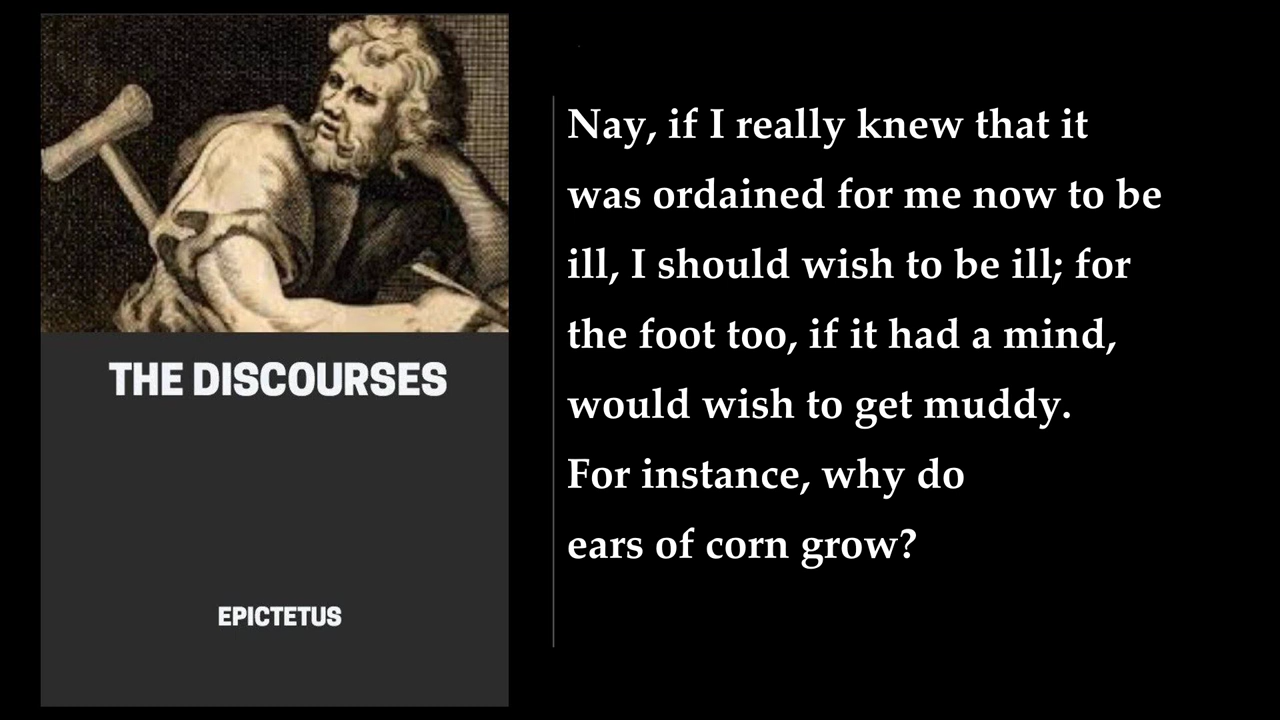 THE DISCOURSES
EPICTETUS
Nay, if I really knew that it
was ordained for me now to be
ill, I should wish to be ill; for
the foot too, if it had a mind,
would wish to get muddy.
For instance, why do
ears of corn grow?